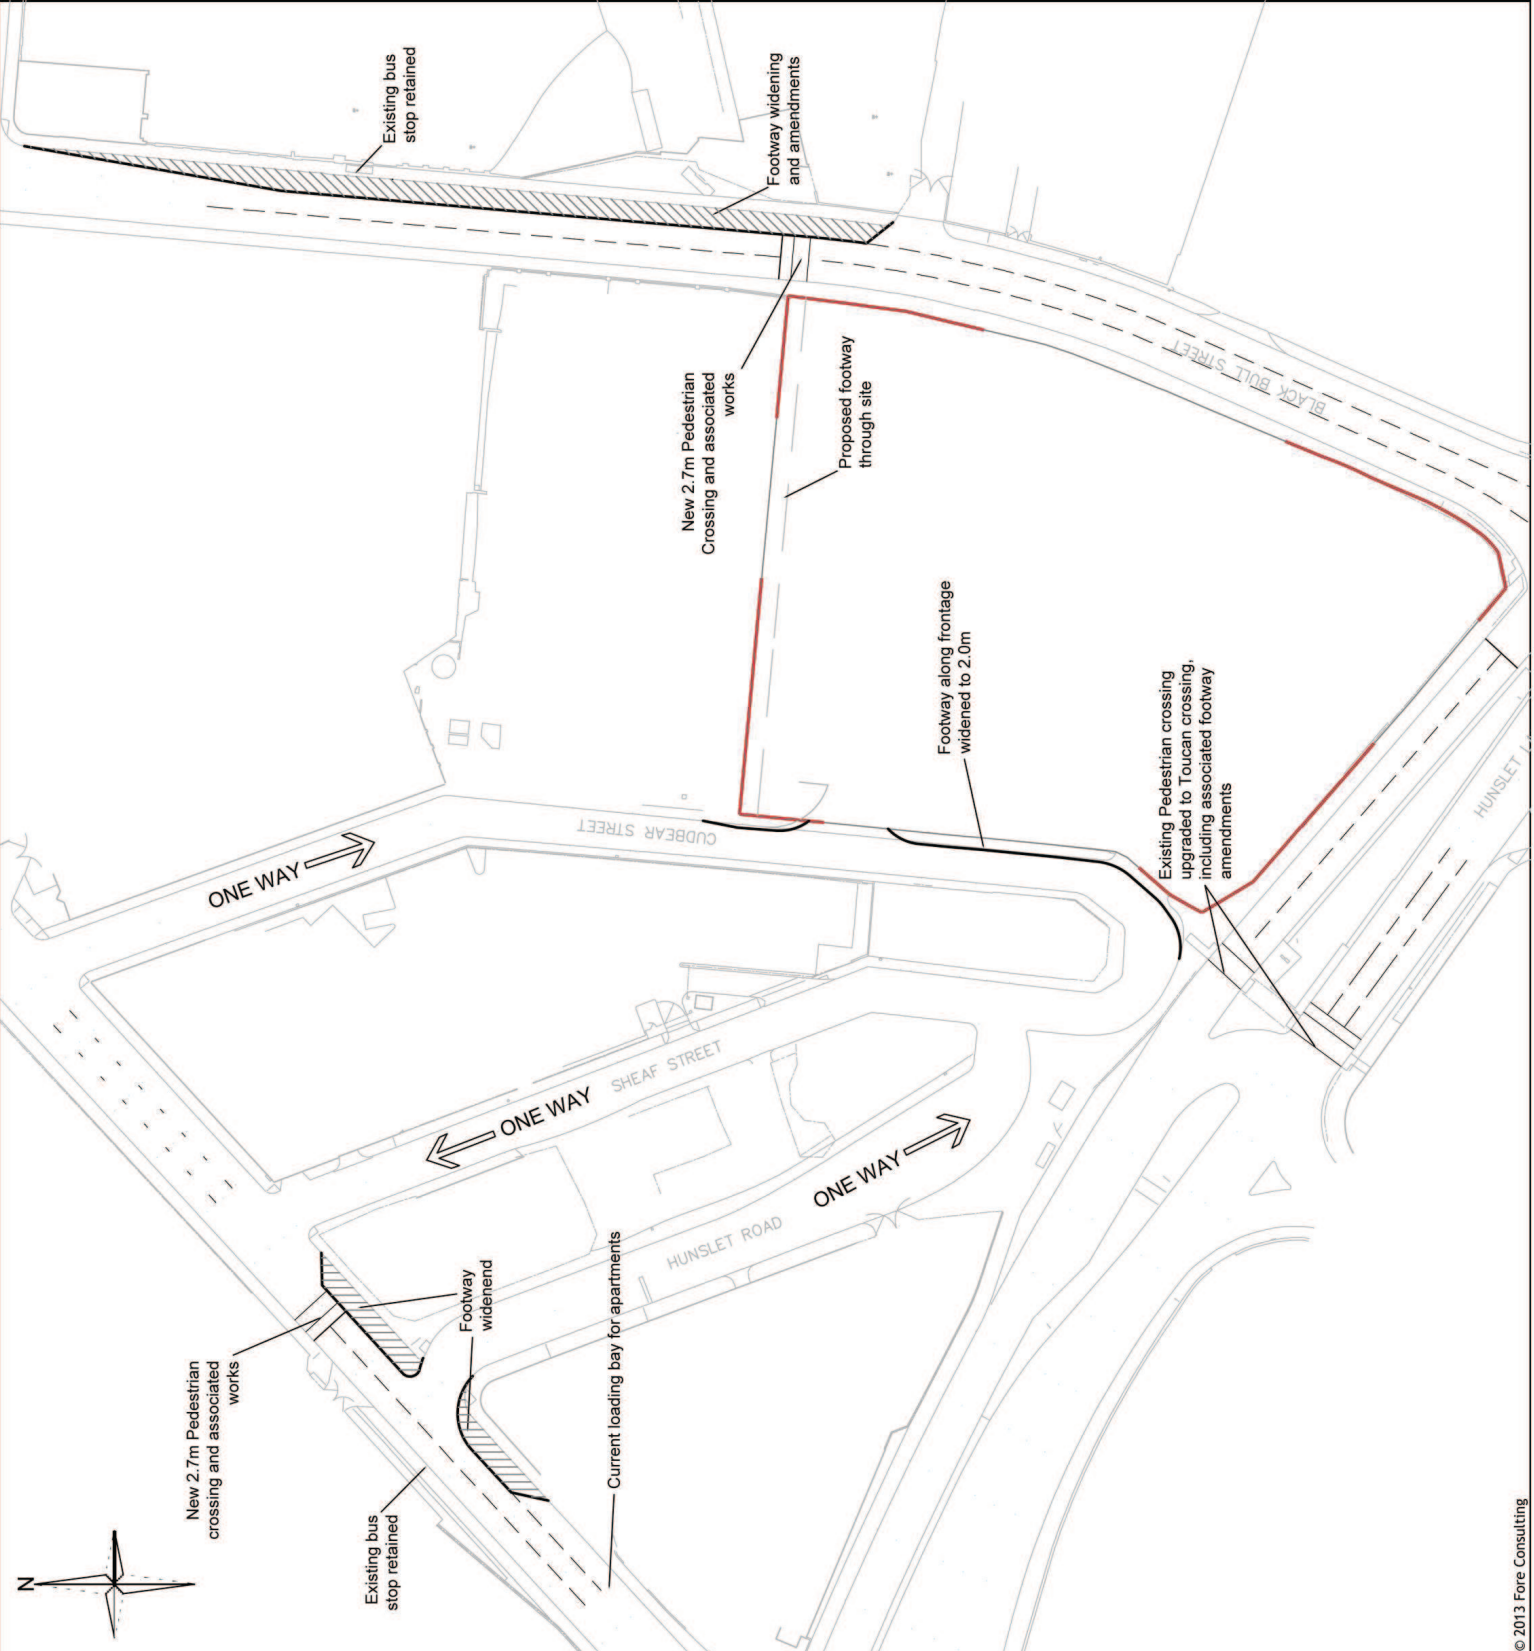 N
New 2.7m Pedestrian
crossing and associated
works
Existing bus
stop retained
Footway
widenend
Current loading bay for apartments
ONE WAY
ONE WAY
SHEAF STREET
HUNSLET ROAD
ONE WAY
CUDBEAR STREET
Existing bus
stop retained
Footway widening
and amendments
New 2.7m Pedestrian
Crossing and associated
works
Proposed footway
through site
Footway along frontage
widened to 2.0m
Existing Pedestrian crossing
upgraded to Toucan crossing,
including associated footway
amendments
BLACK BULL STREET
HUNSLET
© 2013 Fore Consulting